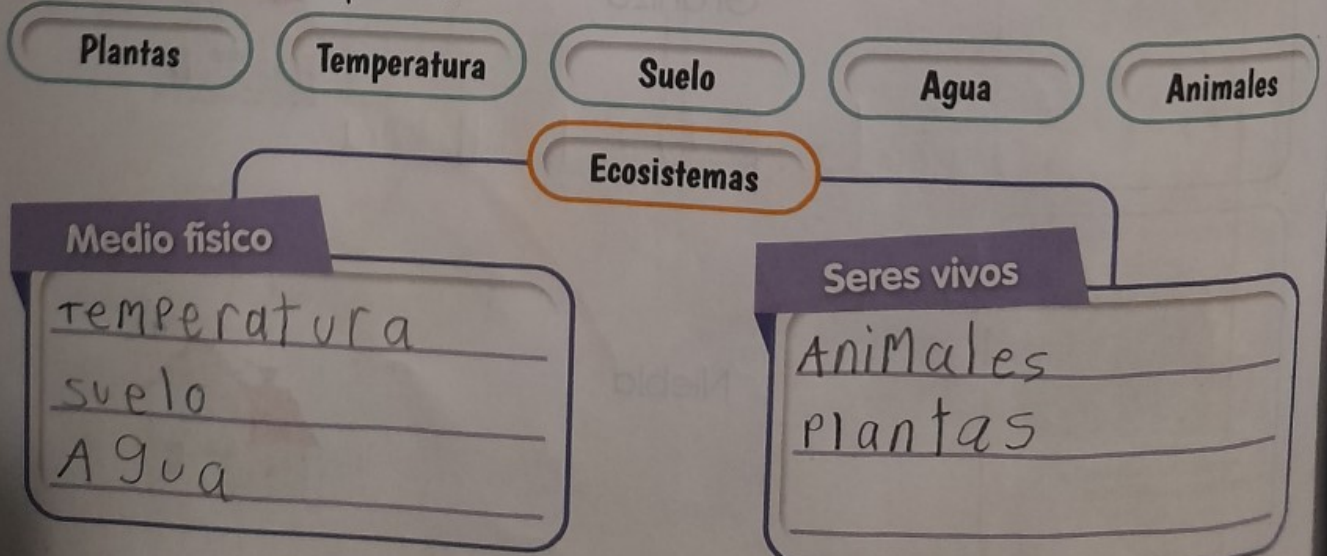 Plantas
Temperatura
Suelo
Agua
Animales
Ecosistemas
Medio físico
Temperatura
suelo
Agua
Seres vivos
Animales
plantas